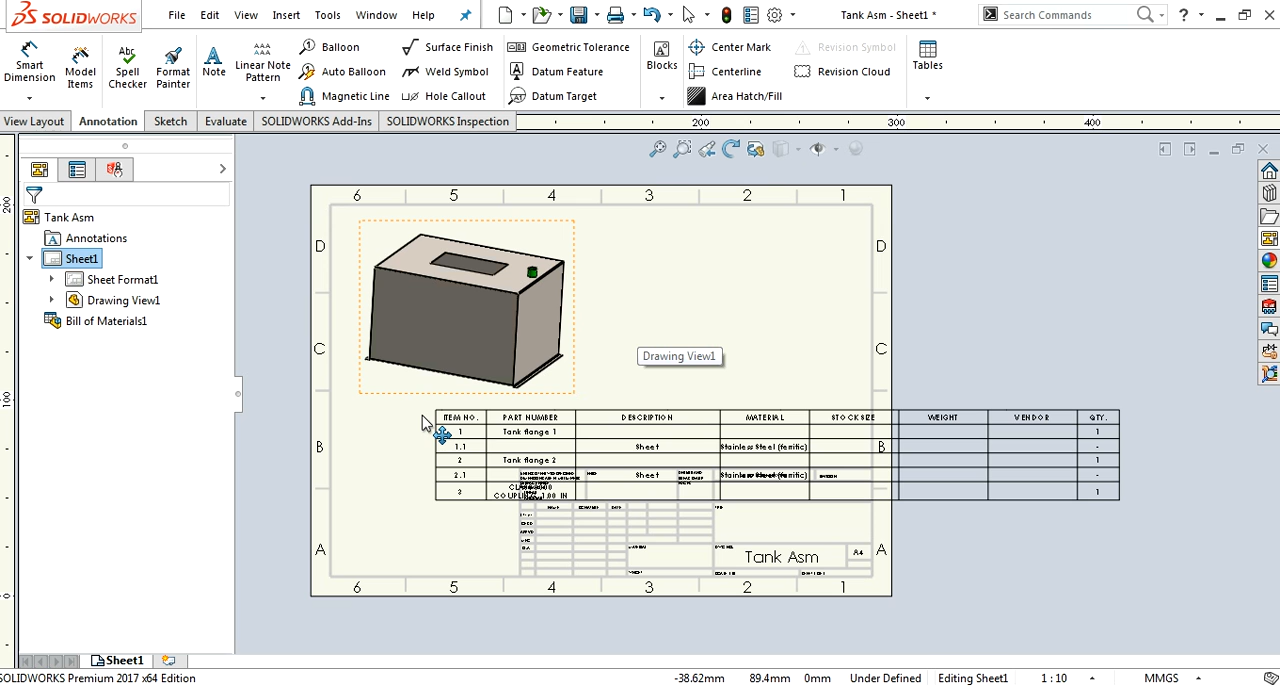 SOLIDWORKS
File Edit View Insert Tools Window Help
Tank Asm - Sheet1 *
Search Commands
Smart Dimension
Model Items
Spell Checker
Format Painter
Note
Linear Note Pattern
Balloon
Auto Balloon
Magnetic Line
Surface Finish
Weld Symbol
Hole Callout
Geometric Tolerance
Datum Feature
Datum Target
Blocks
Center Mark
Centerline
Area Hatch/Fill
Revision Symbol
Revision Cloud
Tables
View Layout Annotation Sketch Evaluate SOLIDWORKS Add-Ins SOLIDWORKS Inspection
200 300 400
200
100
0
Tank Asm
Annotations
Sheet1
Sheet Format1
Drawing View1
Bill of Materials1
6 5 4 3 2 1
D D
C C
Drawing View1
B B
ITEM NO. PART NUMBER DESCRIPTION MATERIAL STOCK SIZE WEIGHT VENDOR QTY.
1 Tank flange 1 1
1.1 Sheet Stainless Steel (ferritic) -
2 Tank flange 2 1
2.1 Sheet Stainless Steel (ferritic) -
COUPLING, 1.00 IN 1
A A
Tank Asm
A4
6 5 4 3 2 1
Sheet1
SOLIDWORKS Premium 2017 x64 Edition
-38.62mm 89.4mm 0mm Under Defined Editing Sheet1 1 : 10 MMGS